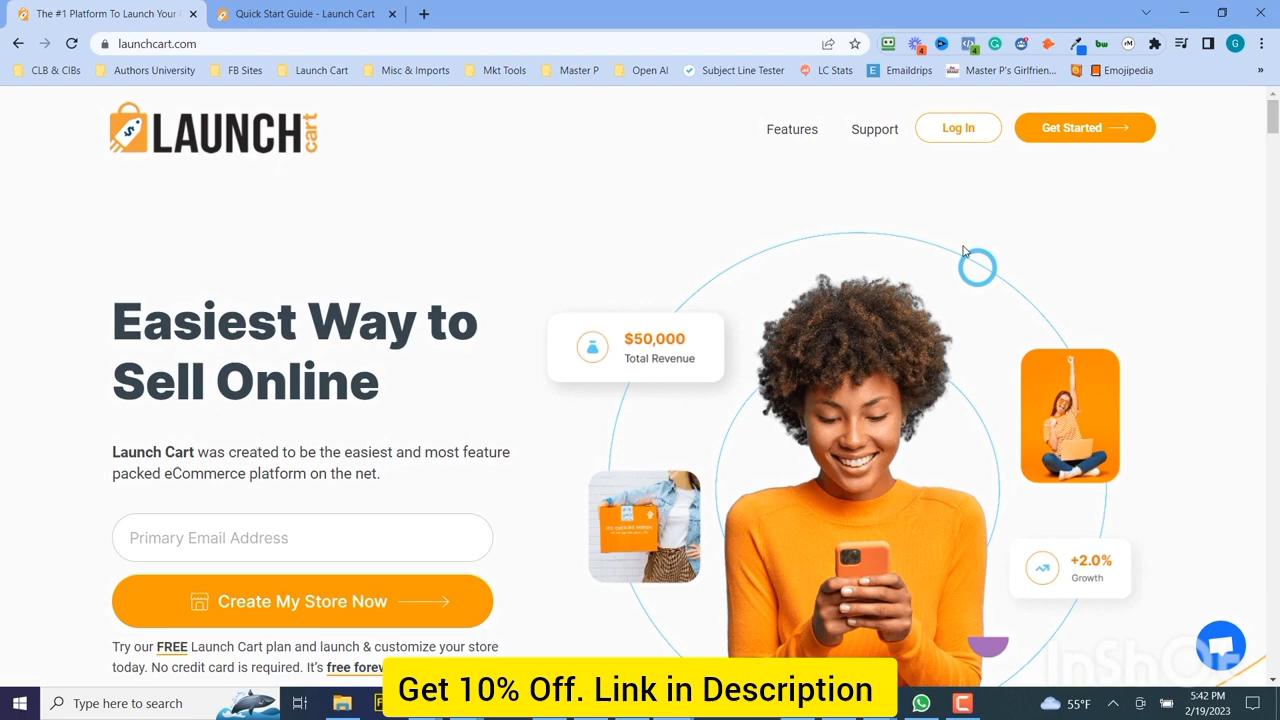 The #1 Platform To Launch Your
Quick Start Guide - Launch Cart
launchcart.com
G
CLB & CIBs
Authors University
FB &
Launch Cart
Misc & Imports
Mkt Tools
Master P
Open AI
Subject Line Tester
LC Stats
Emaildrips
Master P's Girlfrien...
Emojipedia
LAUNCH cart
Features
Support
Log In
Get Started
Easiest Way to
Sell Online
$50,000
Total Revenue
Launch Cart was created to be the easiest and most feature
packed eCommerce platform on the net.
Primary Email Address
Create My Store Now
+2.0%
Growth
Try our FREE Launch Cart plan and launch & customize your store
today. No credit card is required. It's free forev
InShO
Get 10% Off. Link in Description
Type here to search
55°F
5:42 PM
2/19/2023